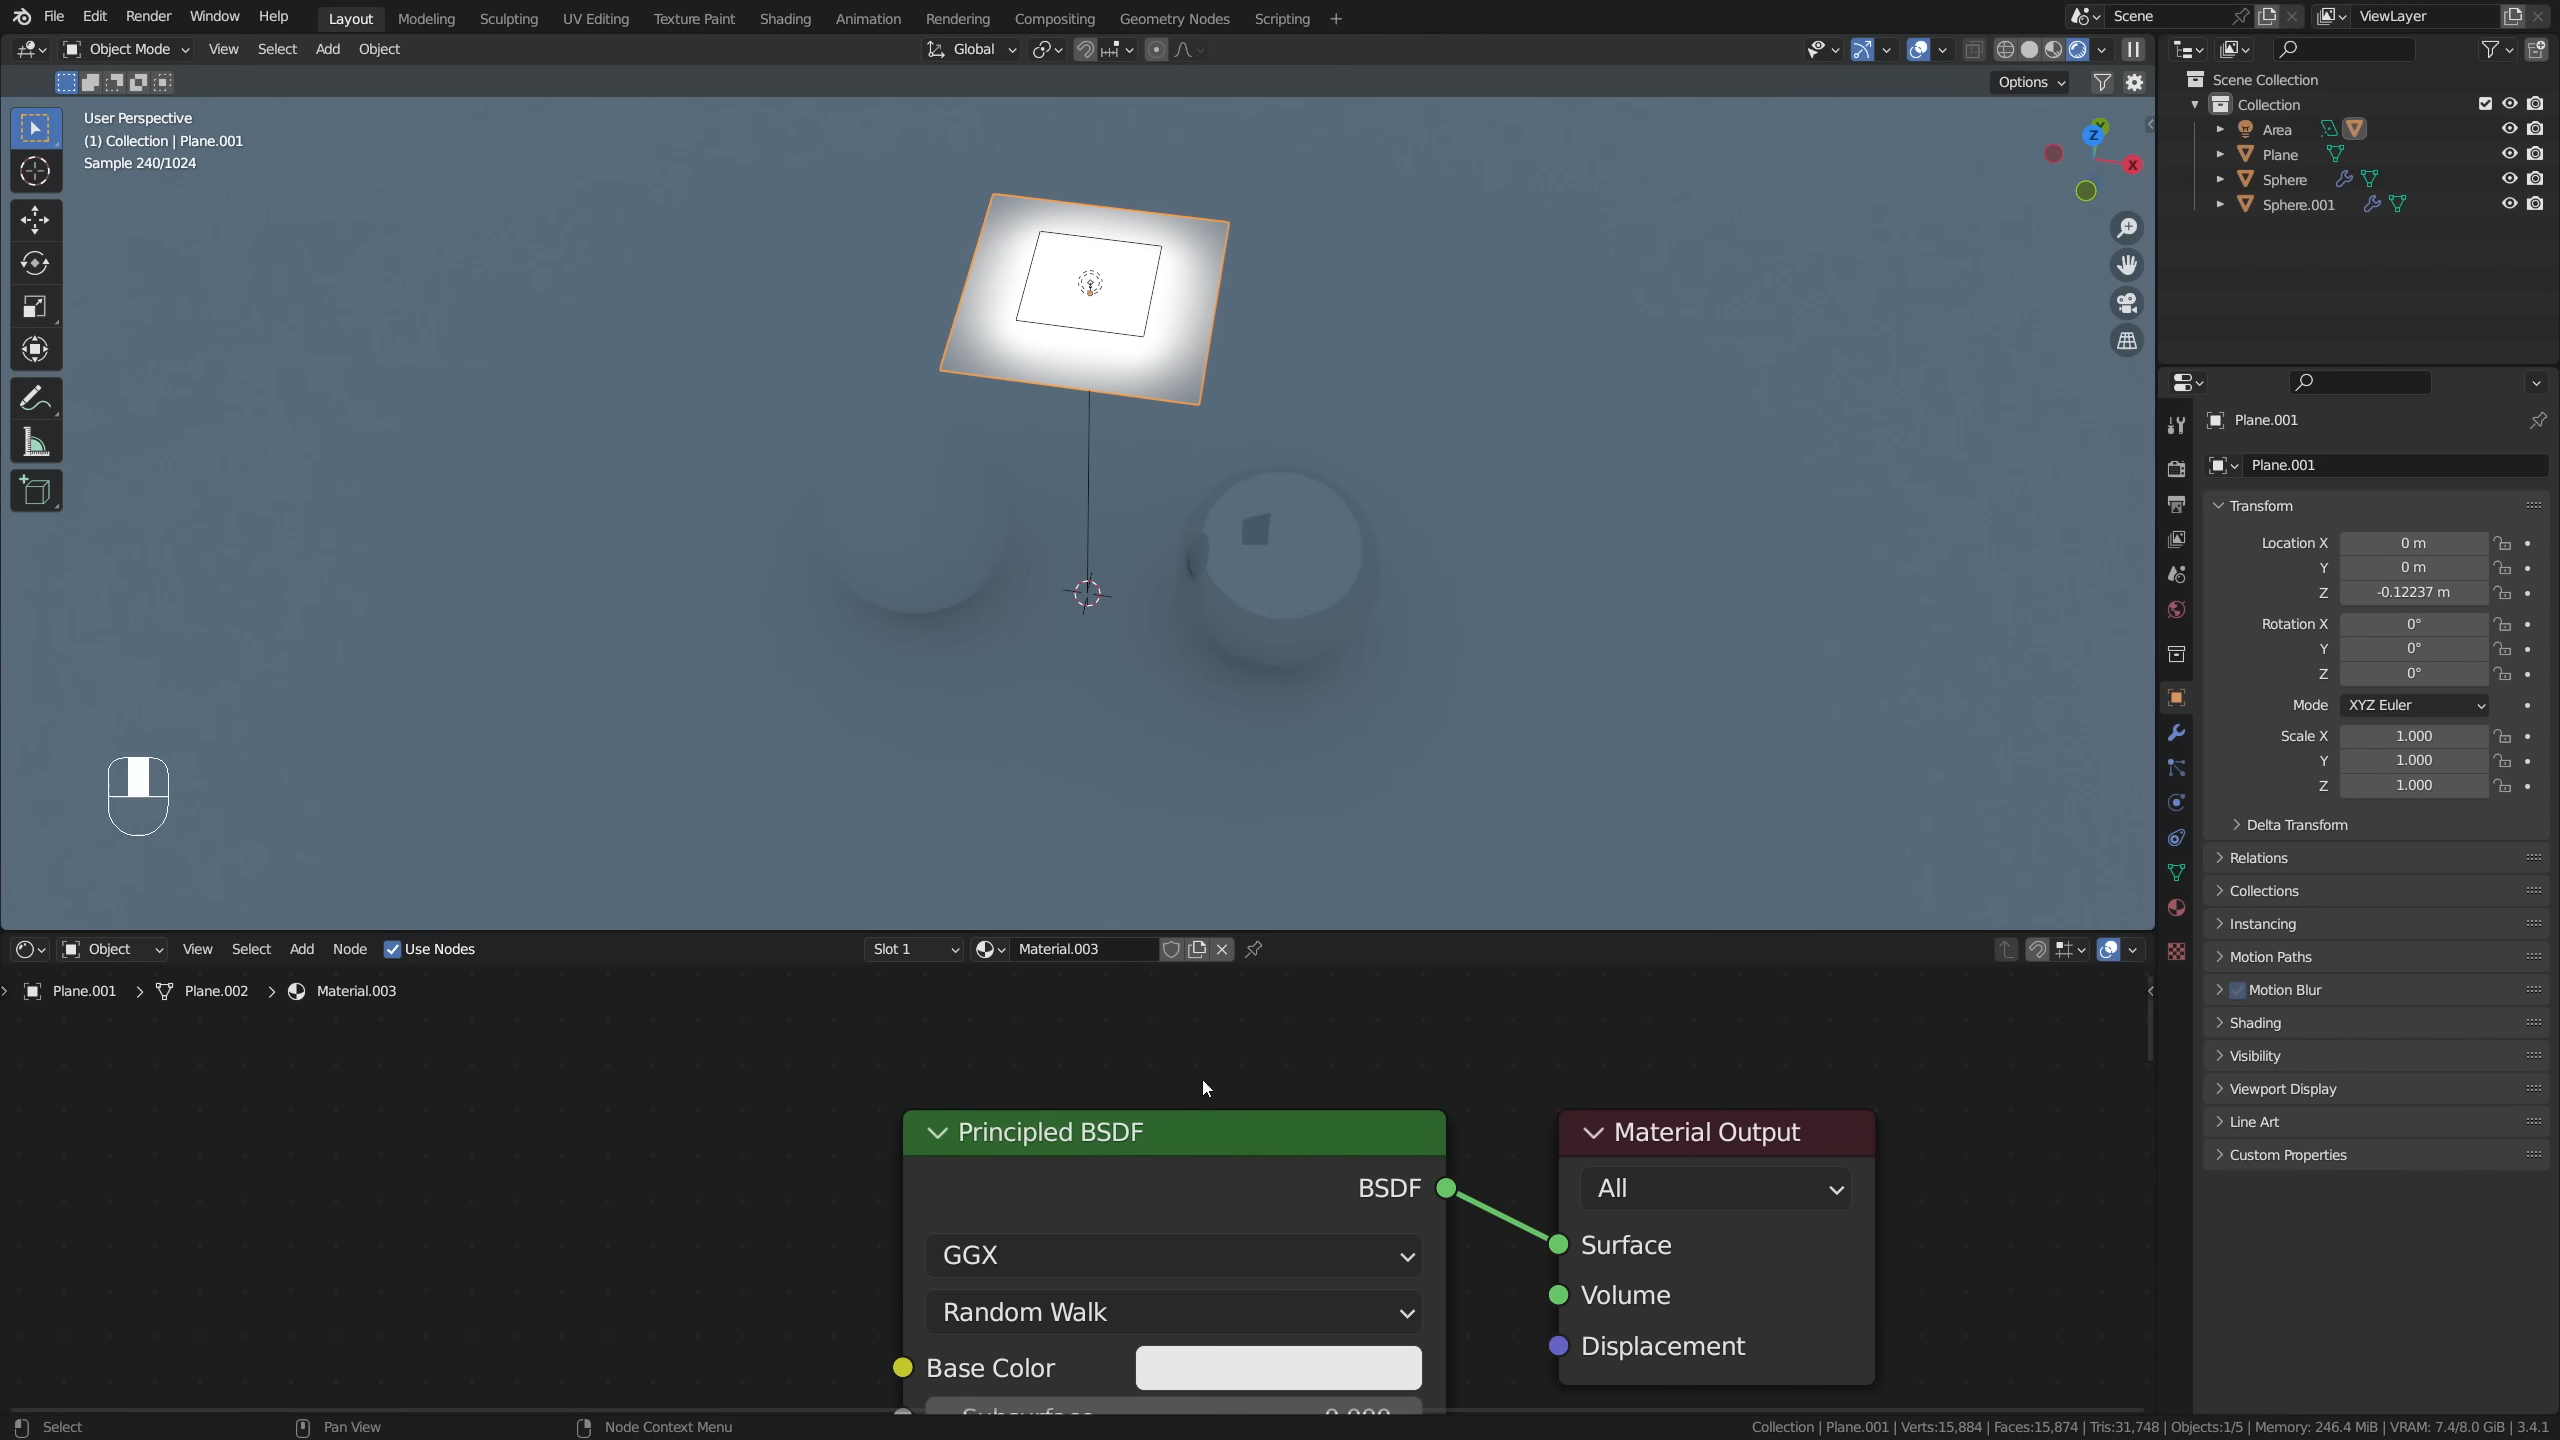 File Edit Render Window Help Layout Modeling Sculpting UV Editing Texture Paint Shading Animation Rendering Compositing Geometry Nodes Scripting + Scene ViewLayer
Object Mode View Select Add Object Global
Options
User Perspective
(1) Collection | Plane.001
Sample 240/1024
Z
Y
X
Scene Collection
Collection
Area
Plane
Sphere
Sphere.001
Plane.001
Plane.001
Transform
Location X 0 m
Y 0 m
Z -0.12237 m
Rotation X 0°
Y 0°
Z 0°
Mode XYZ Euler
Scale X 1.000
Y 1.000
Z 1.000
Delta Transform
Relations
Collections
Instancing
Motion Paths
Motion Blur
Shading
Visibility
Viewport Display
Line Art
Custom Properties
Object View Select Add Node Use Nodes Slot 1 Material.003
Plane.001 > Plane.002 > Material.003
Principled BSDF
BSDF
GGX
Random Walk
Base Color
Subsurface 0.000
Material Output
All
Surface
Volume
Displacement
Select Pan View Node Context Menu Collection | Plane.001 | Verts:15,884 | Faces:15,874 | Tris:31,748 | Objects:1/5 | Memory: 246.4 MiB | VRAM: 7.4/8.0 GiB | 3.4.1